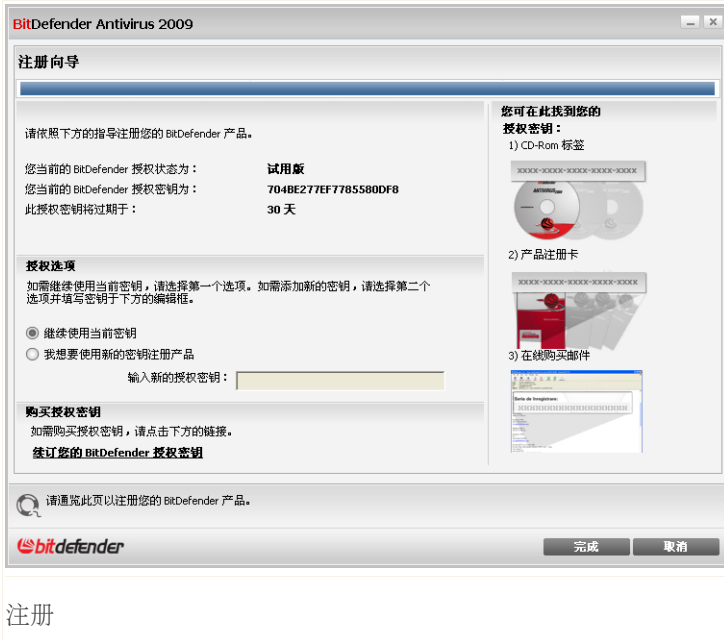 BitDefender Antivirus 2009
注册向导
请依照下方的指导注册您的 BitDefender 产品。
您当前的 BitDefender 授权状态为： 试用版
您当前的 BitDefender 授权密钥为： 704BE277EF7785580DF8
此授权密钥将过期于： 30 天
授权选项
如需继续使用当前密钥，请选择第一个选项。如需添加新的密钥，请选择第二个
选项并填写密钥于下方的编辑框。
继续使用当前密钥
我想要使用新的密钥注册产品
输入新的授权密钥：
购买授权密钥
如需购买授权密钥，请点击下方的链接。
续订您的 BitDefender 授权密钥
您可在此找到您的
授权密钥：
1) CD-Rom 标签
XXXX-XXXX-XXXX-XXXX-XXXX
2) 产品注册卡
XXXX-XXXX-XXXX-XXXX-XXXX
3) 在线购买邮件
请通览此页以注册您的 BitDefender 产品。
bitdefender
完成
取消
注册